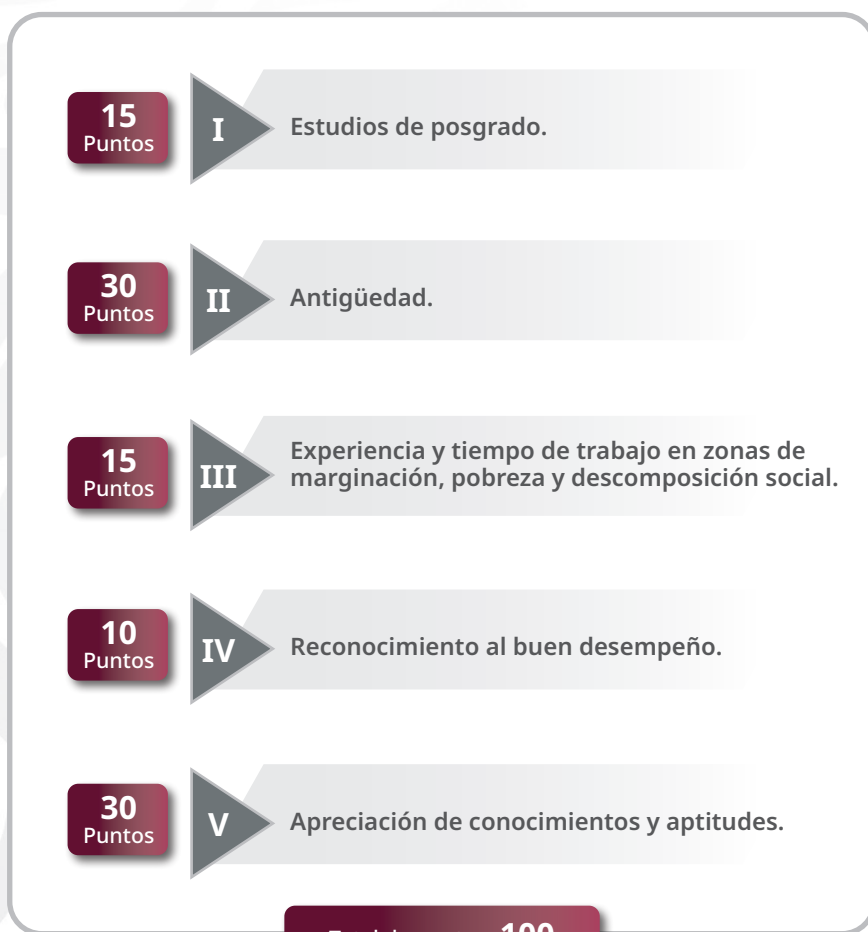 15
Puntos
I
Estudios de posgrado.
30
Puntos
II
Antigüedad.
15
Puntos
III
Experiencia y tiempo de trabajo en zonas de
marginación, pobreza y descomposición social.
10
Puntos
IV
Reconocimiento al buen desempeño.
30
Puntos
V
Apreciación de conocimientos y aptitudes.
100